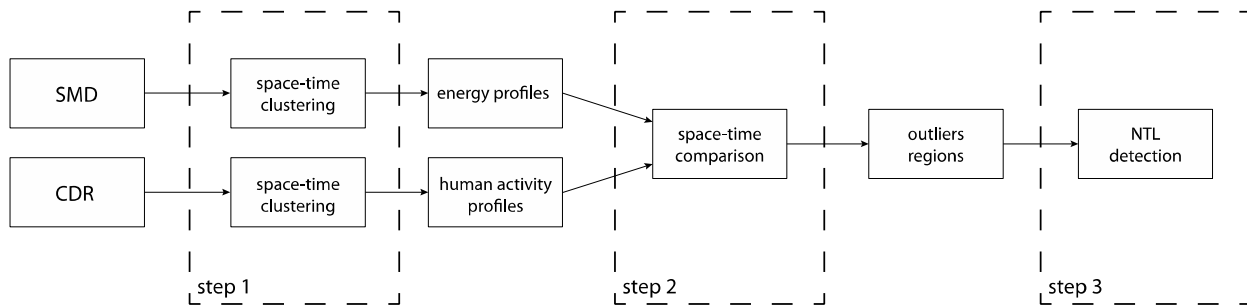 SMD
space-time
clustering
energy profiles
CDR
space-time
clustering
human activity
profiles
space-time
comparison
outliers
regions
NTL
detection
step 1
step 2
step 3